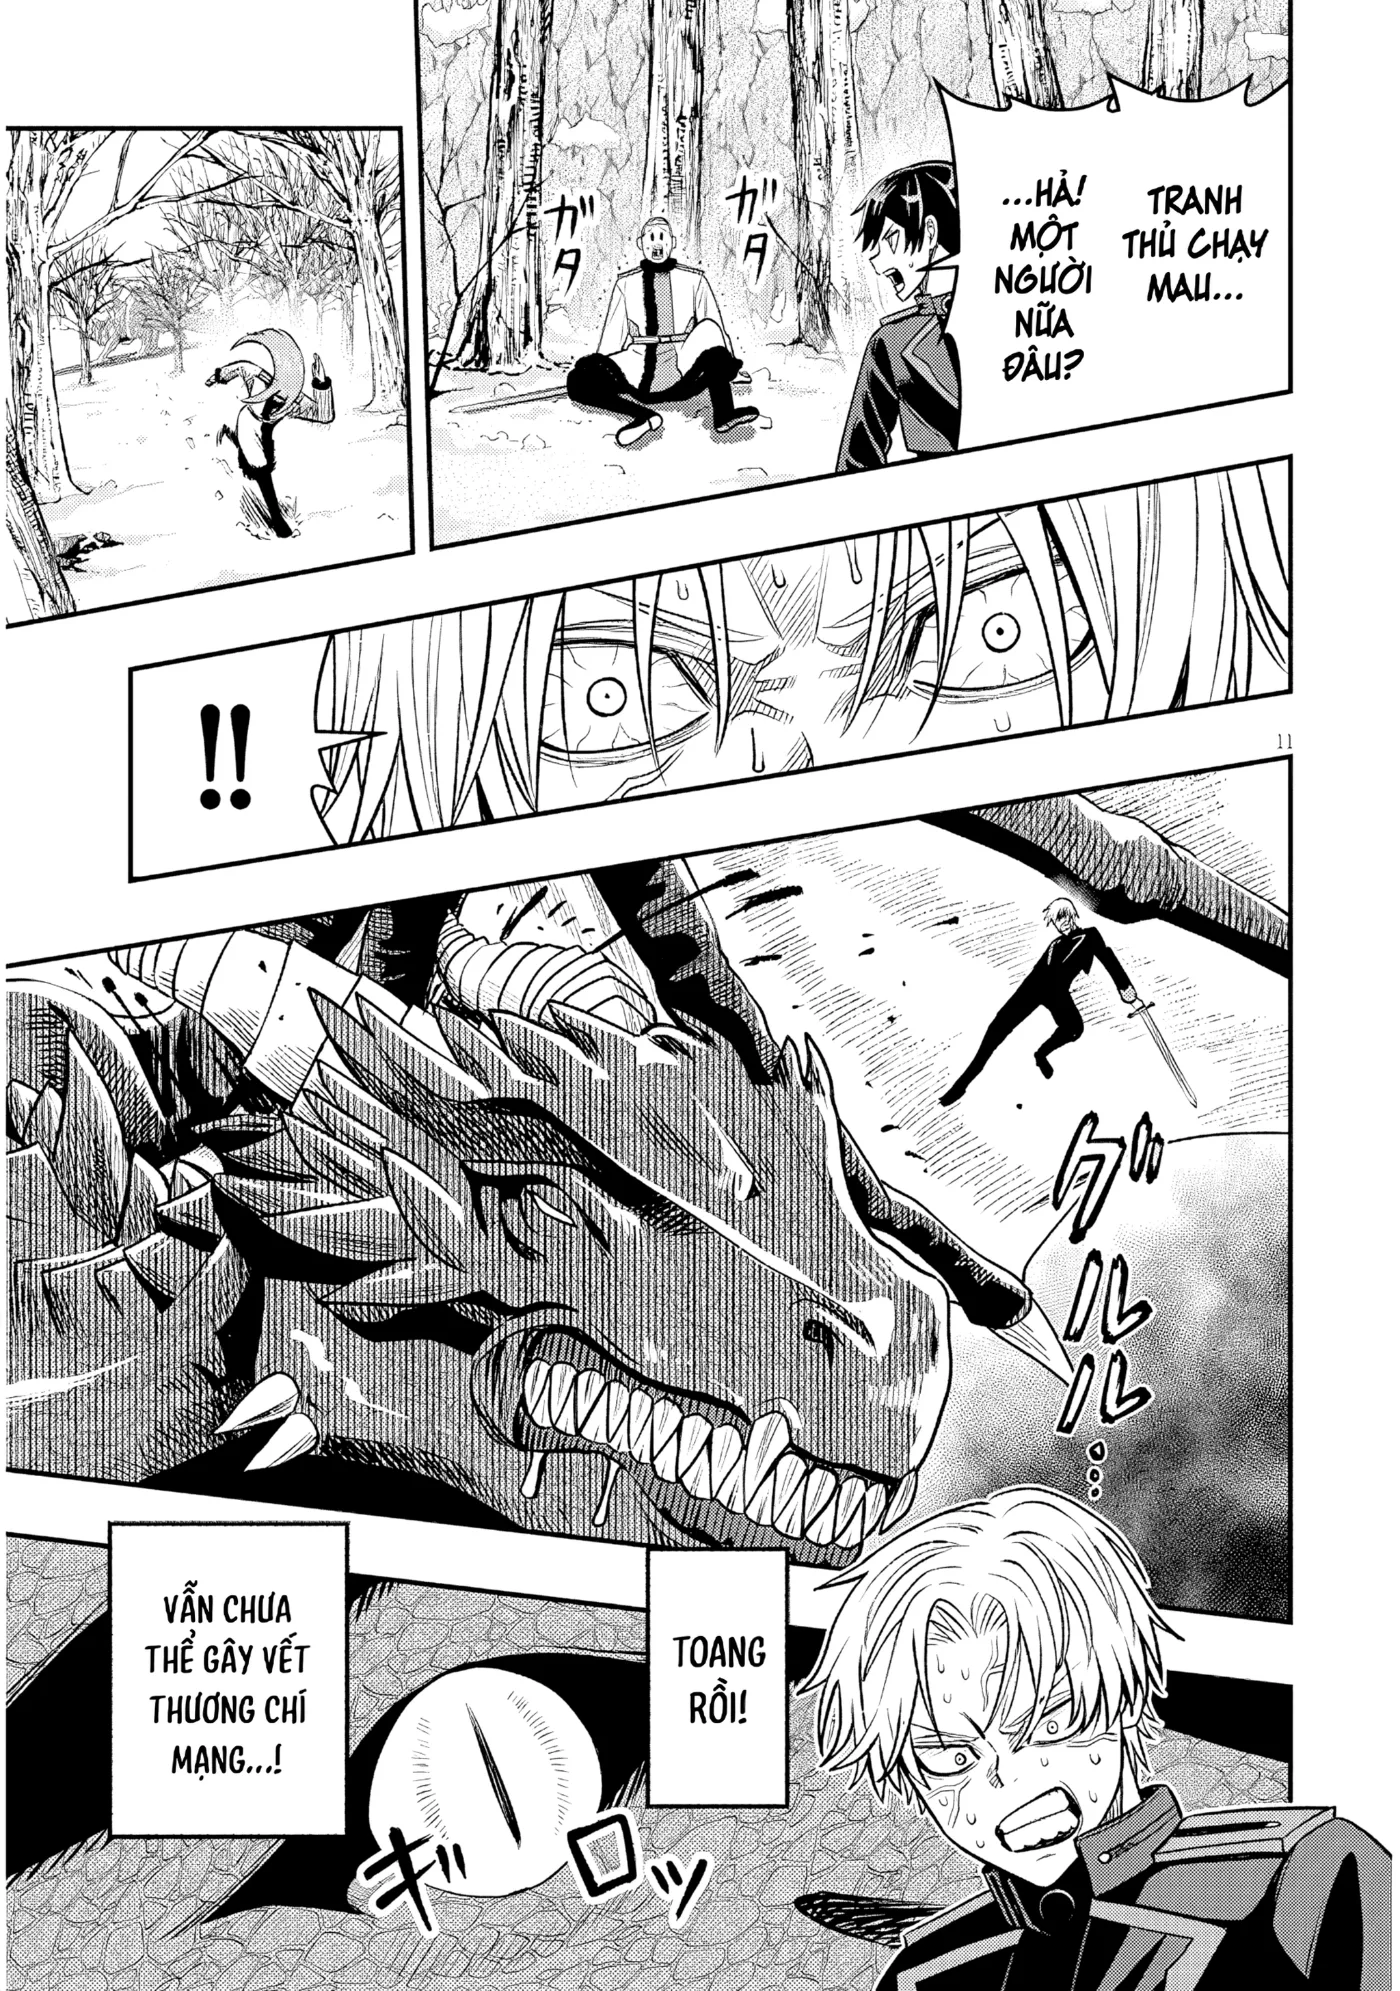 TRANH
THỦ CHẠY
MAU...
...HẢ!
MỘT
NGƯỜI
NỮA
ĐÂU?
ガタ
ガタ
!!
11
グルルル…
TOANG
RỒI!
VẪN CHƯA
THỂ GÂY VẾT
THƯƠNG CHÍ
MẠNG...!
ギロッ